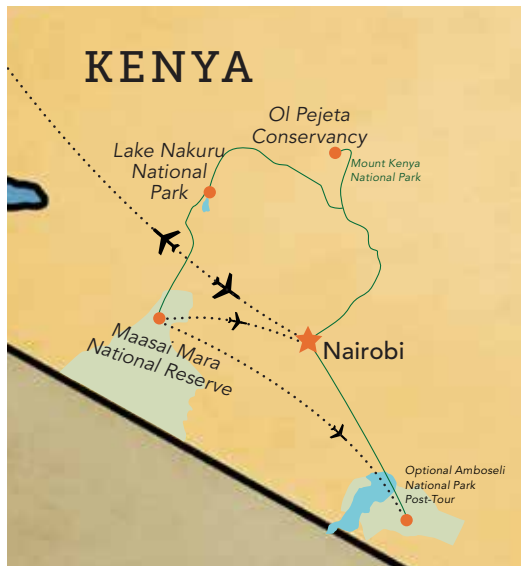 KENYA
Ol Pejeta
Conservancy
Mount Kenya
National Park
Lake Nakuru
National
Park
Nairobi
Maasai Mara
National Reserve
Optional Amboseli
National Park
Post-Tour